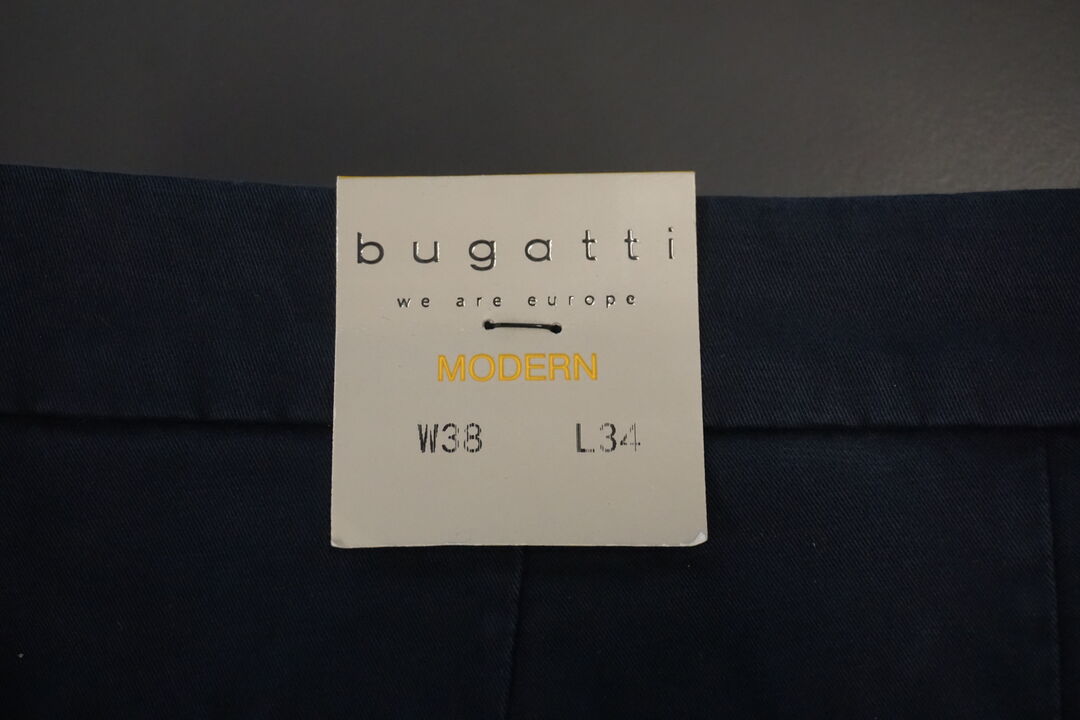 bugatti
we are europe
MODERN
W38 L34